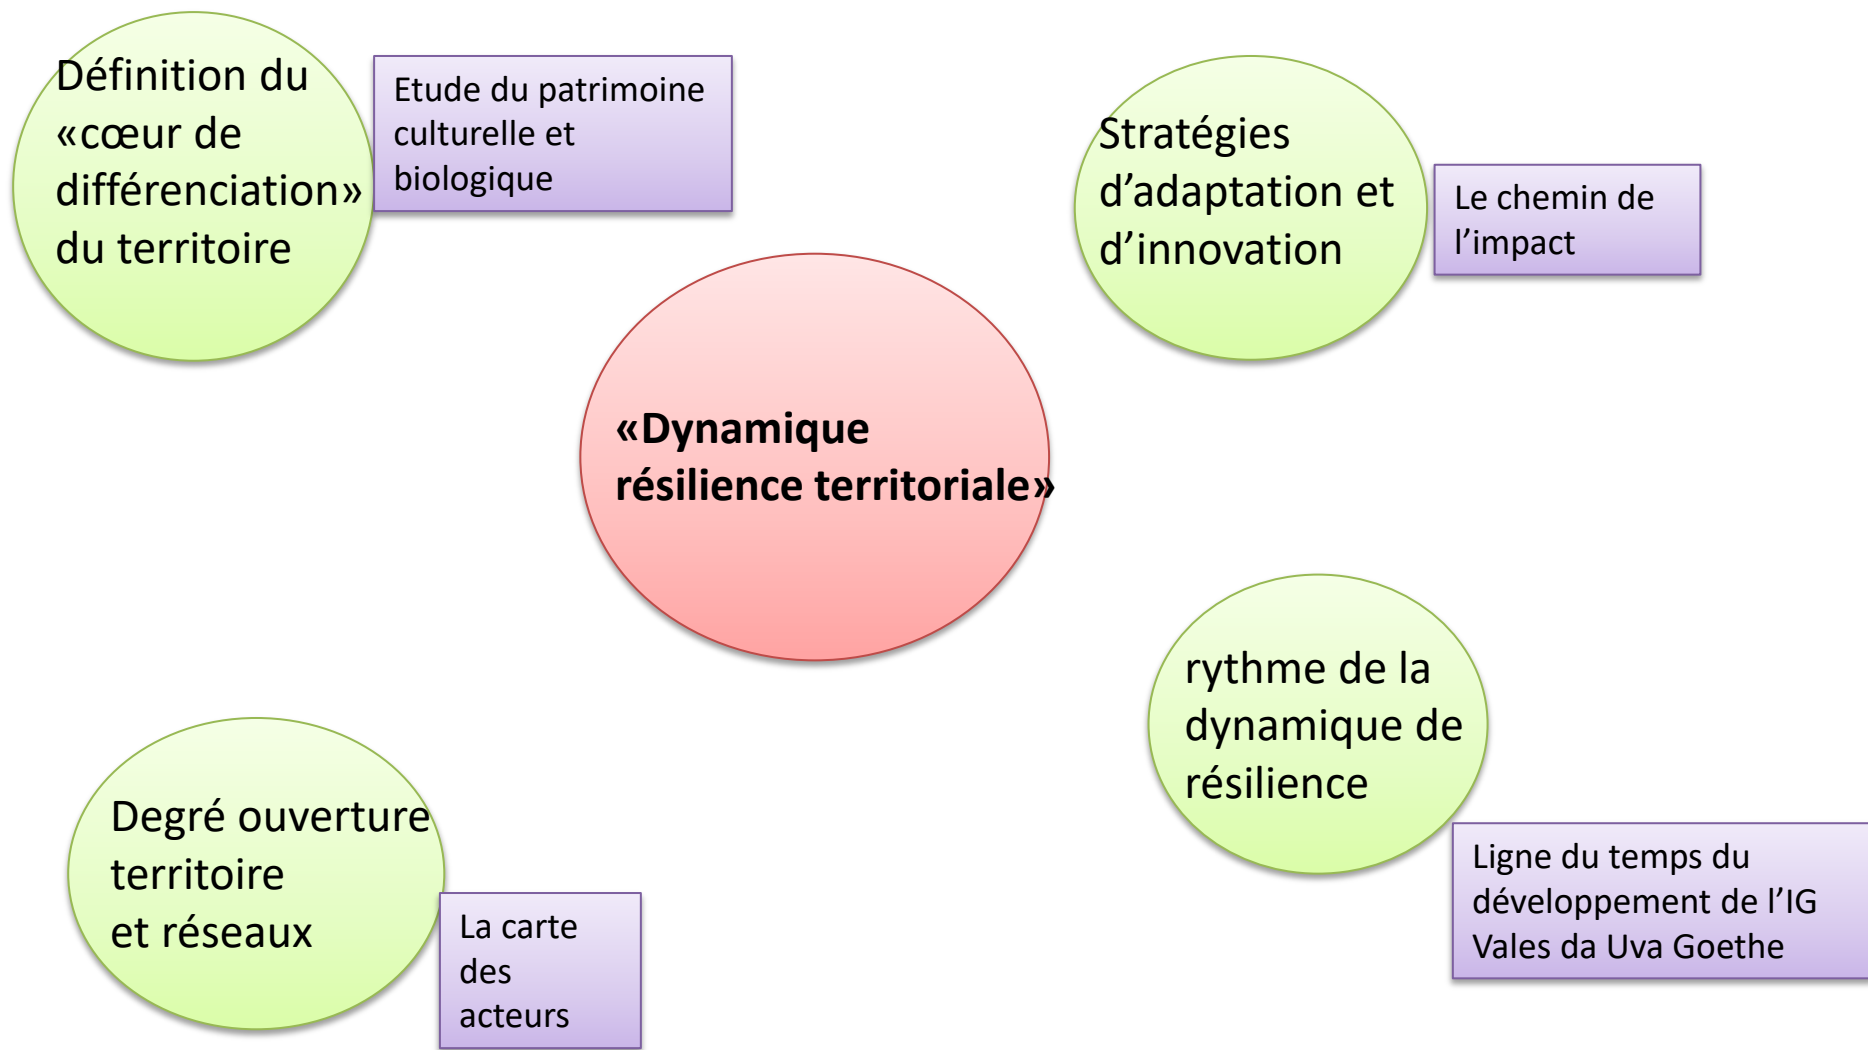 Définition du
«cœur de
différenciation»
du territoire
Etude du patrimoine
culturelle et
biologique
Stratégies
d’adaptation et
d’innovation
Le chemin de
l’impact
«Dynamique
résilience territoriale»
rythme de la
dynamique de
résilience
Ligne du temps du
développement de l’IG
Vales da Uva Goethe
Degré ouverture
territoire
et réseaux
La carte
des
acteurs